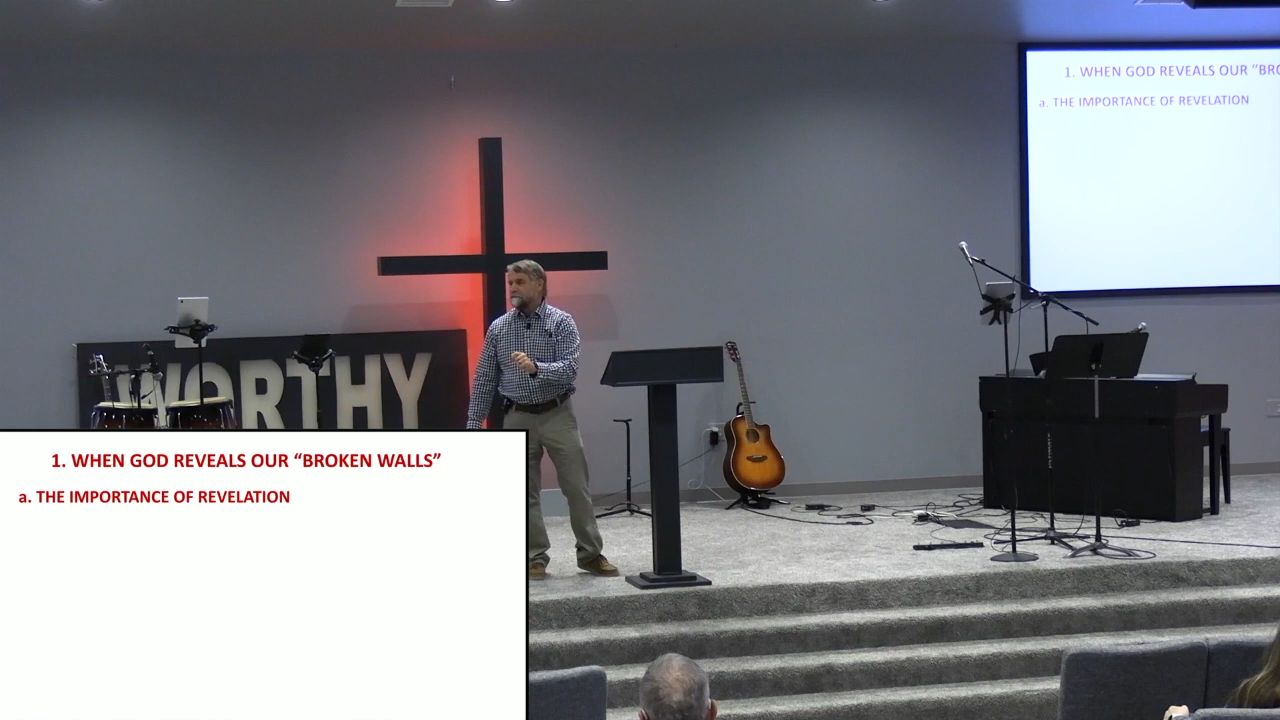 1. WHEN GOD REVEALS OUR "BRO
a. THE IMPORTANCE OF REVELATION
WORTHY
1. WHEN GOD REVEALS OUR “BROKEN WALLS”
a. THE IMPORTANCE OF REVELATION